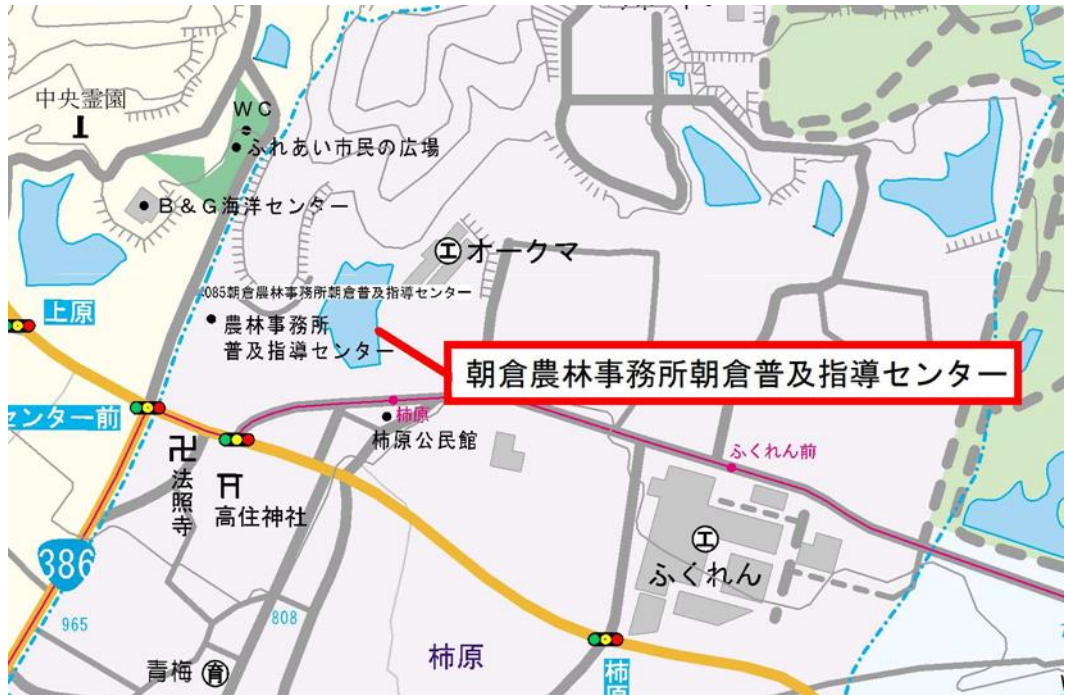 中央霊園
WC
ふれあい市民の広場
B&G海洋センター
エ オークマ
085朝倉農林事務所朝倉普及指導センター
上原
農林事務所
普及指導センター
朝倉農林事務所朝倉普及指導センター
センター前
柿原
柿原公民館
ふくれん前
法照寺
高住神社
386
エ
ふくれん
965
808
柿原
青梅 育
柿原